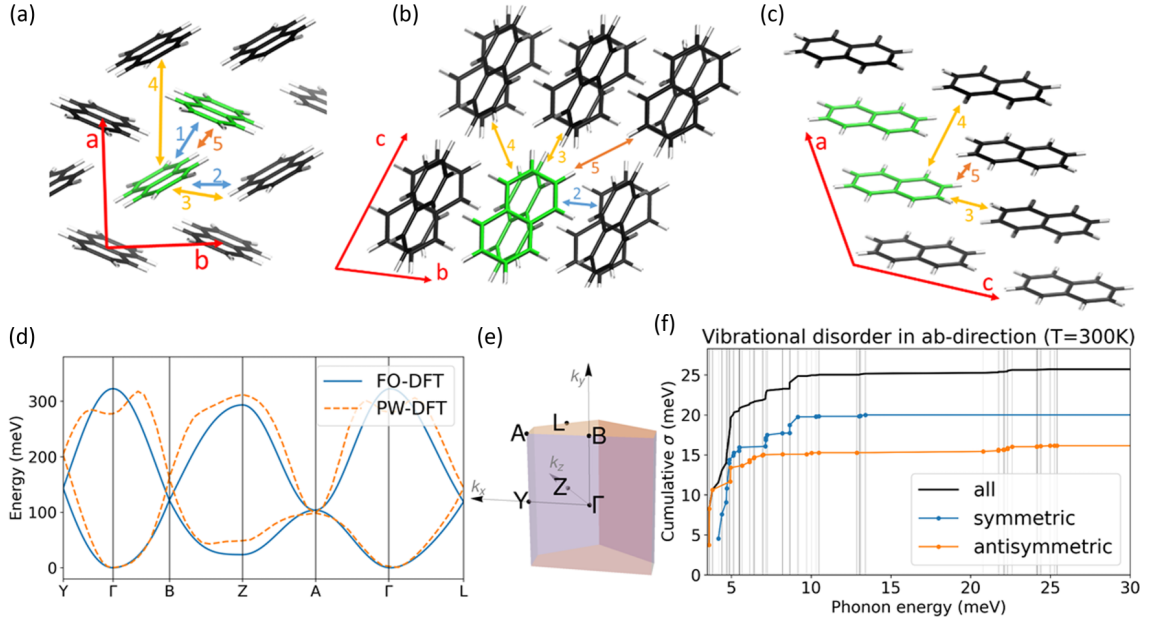 (a)
4
a
1
5
2
3
b
(b)
c
4
3
5
2
b
(c)
a
4
5
3
c
(d)
FO-DFT
PW-DFT
Energy (meV)
300
200
100
0
Y Γ B Z A Γ L
(e)
k_y
L
A B
k_z
k_x Z
Y Γ
(f)
Vibrational disorder in ab-direction (T=300K)
Cumulative σ (meV)
25
20
15
10
5
0
all
symmetric
antisymmetric
5 10 15 20 25 30
Phonon energy (meV)